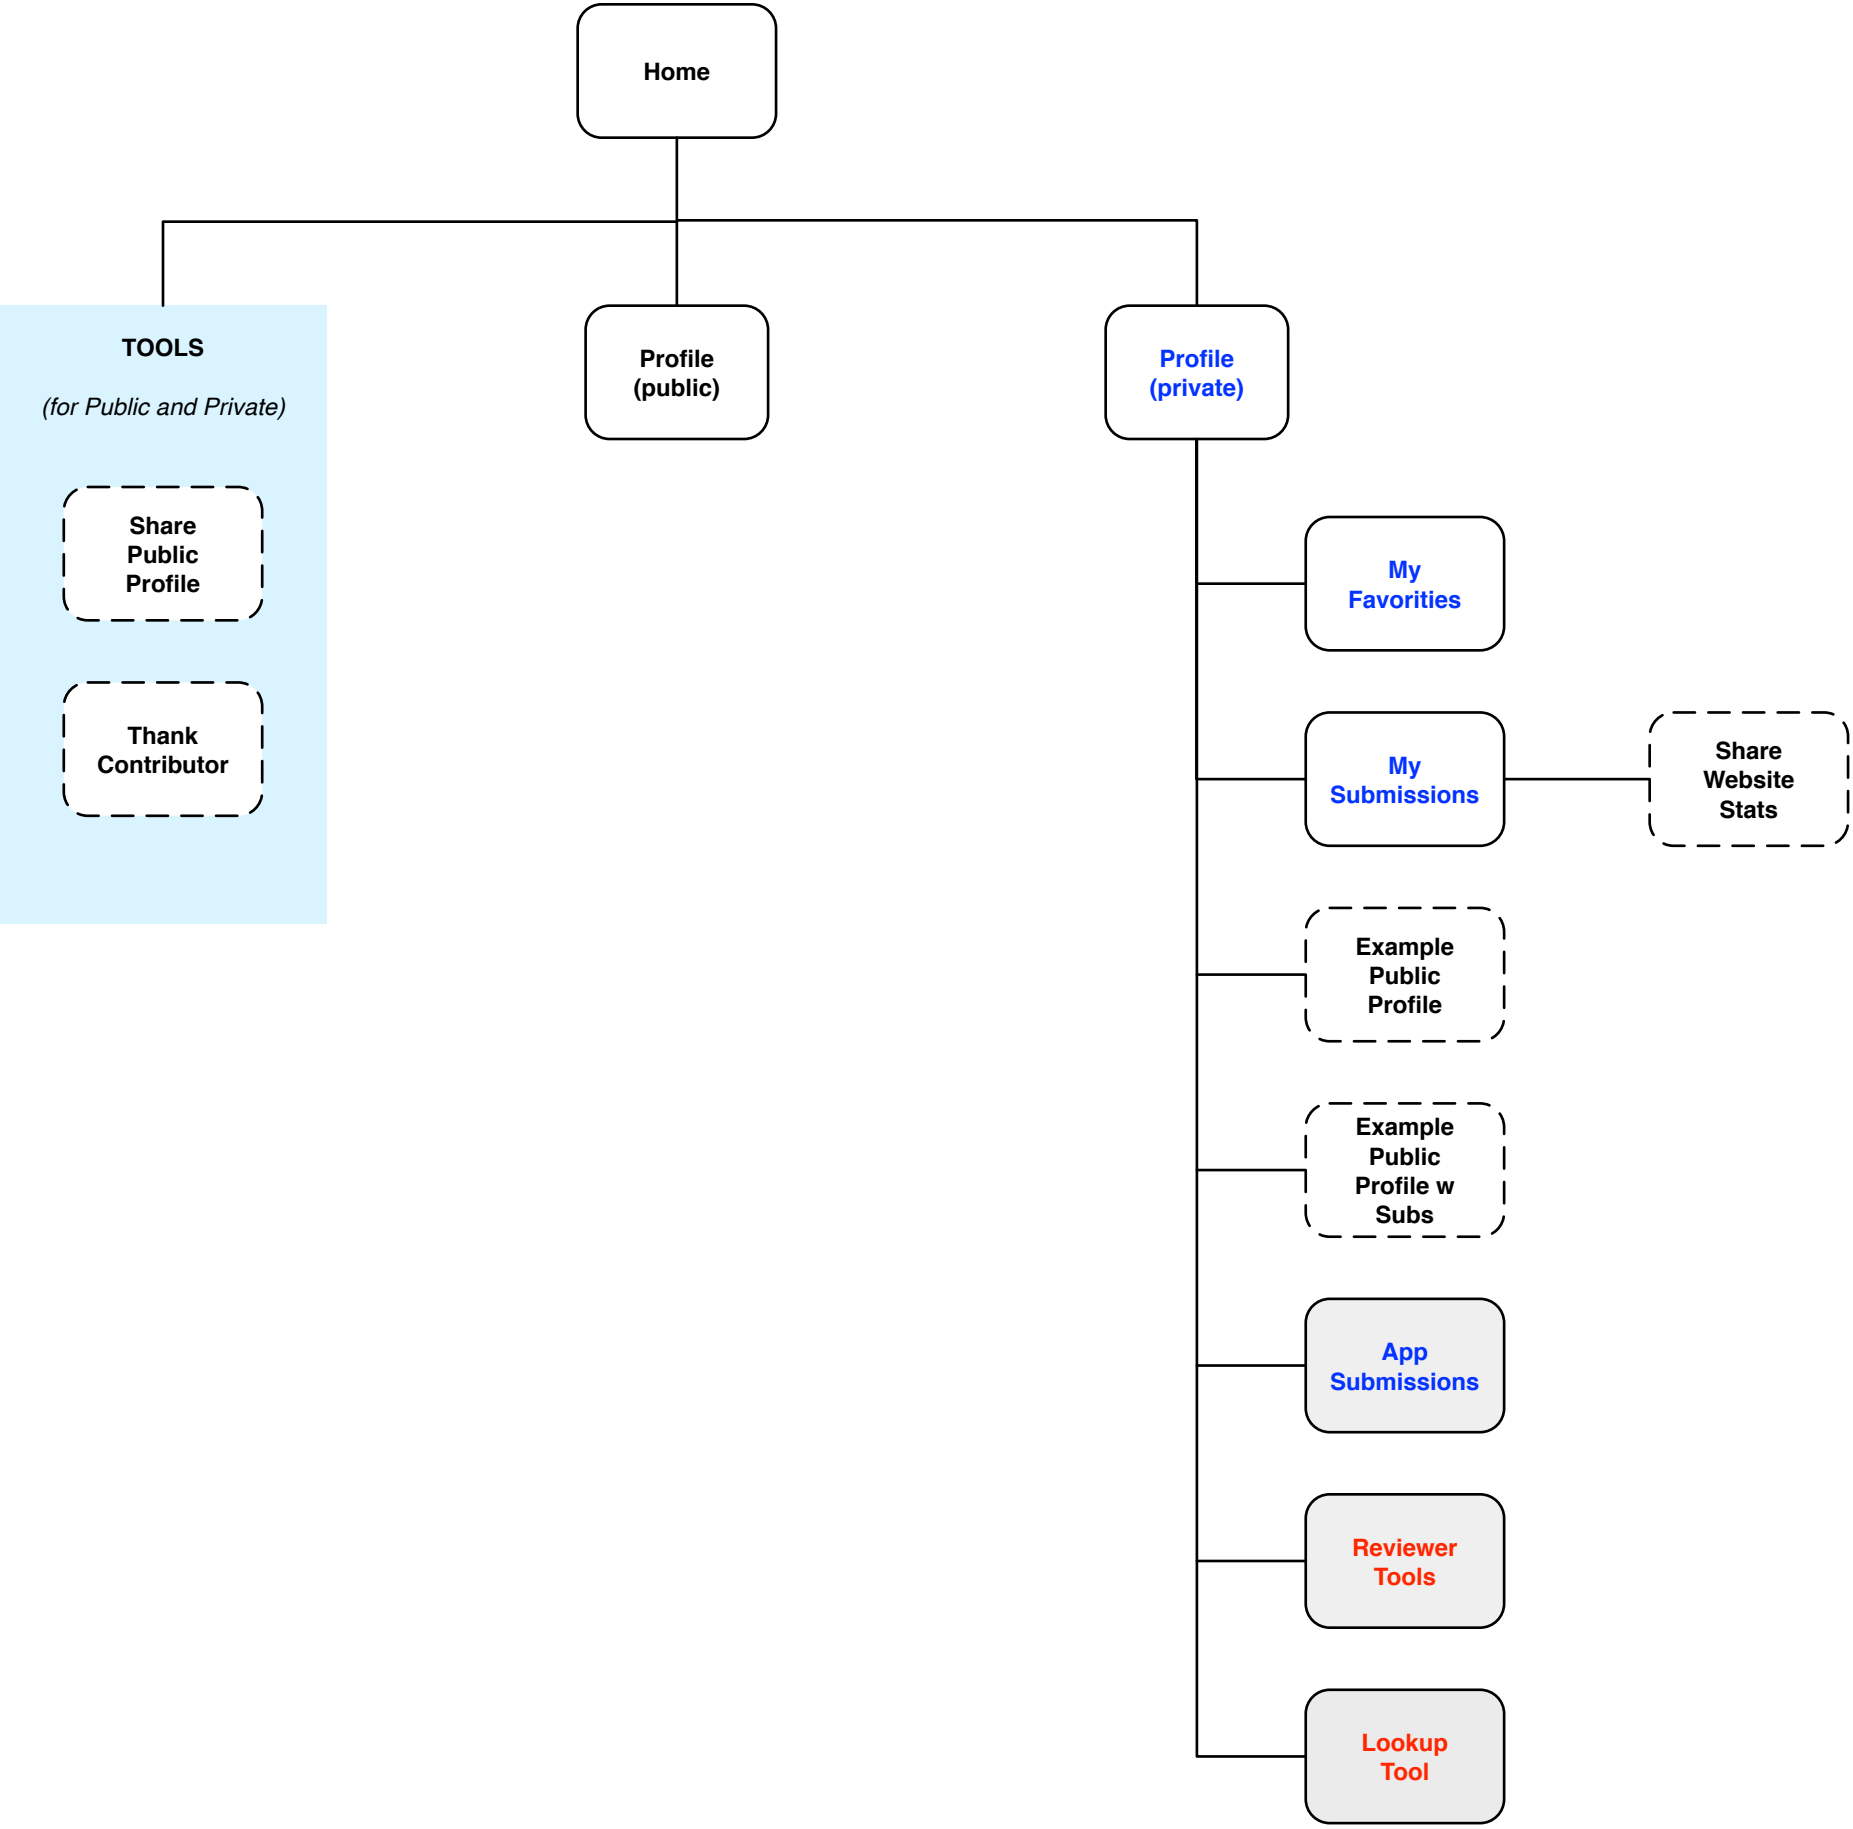 Home
TOOLS
(for Public and Private)
Share
Public
Profile
Thank
Contributor
Profile
(public)
Profile
(private)
My
Favorities
My
Submissions
Share
Website
Stats
Example
Public
Profile
Example
Public
Profile w
Subs
App
Submissions
Reviewer
Tools
Lookup
Tool